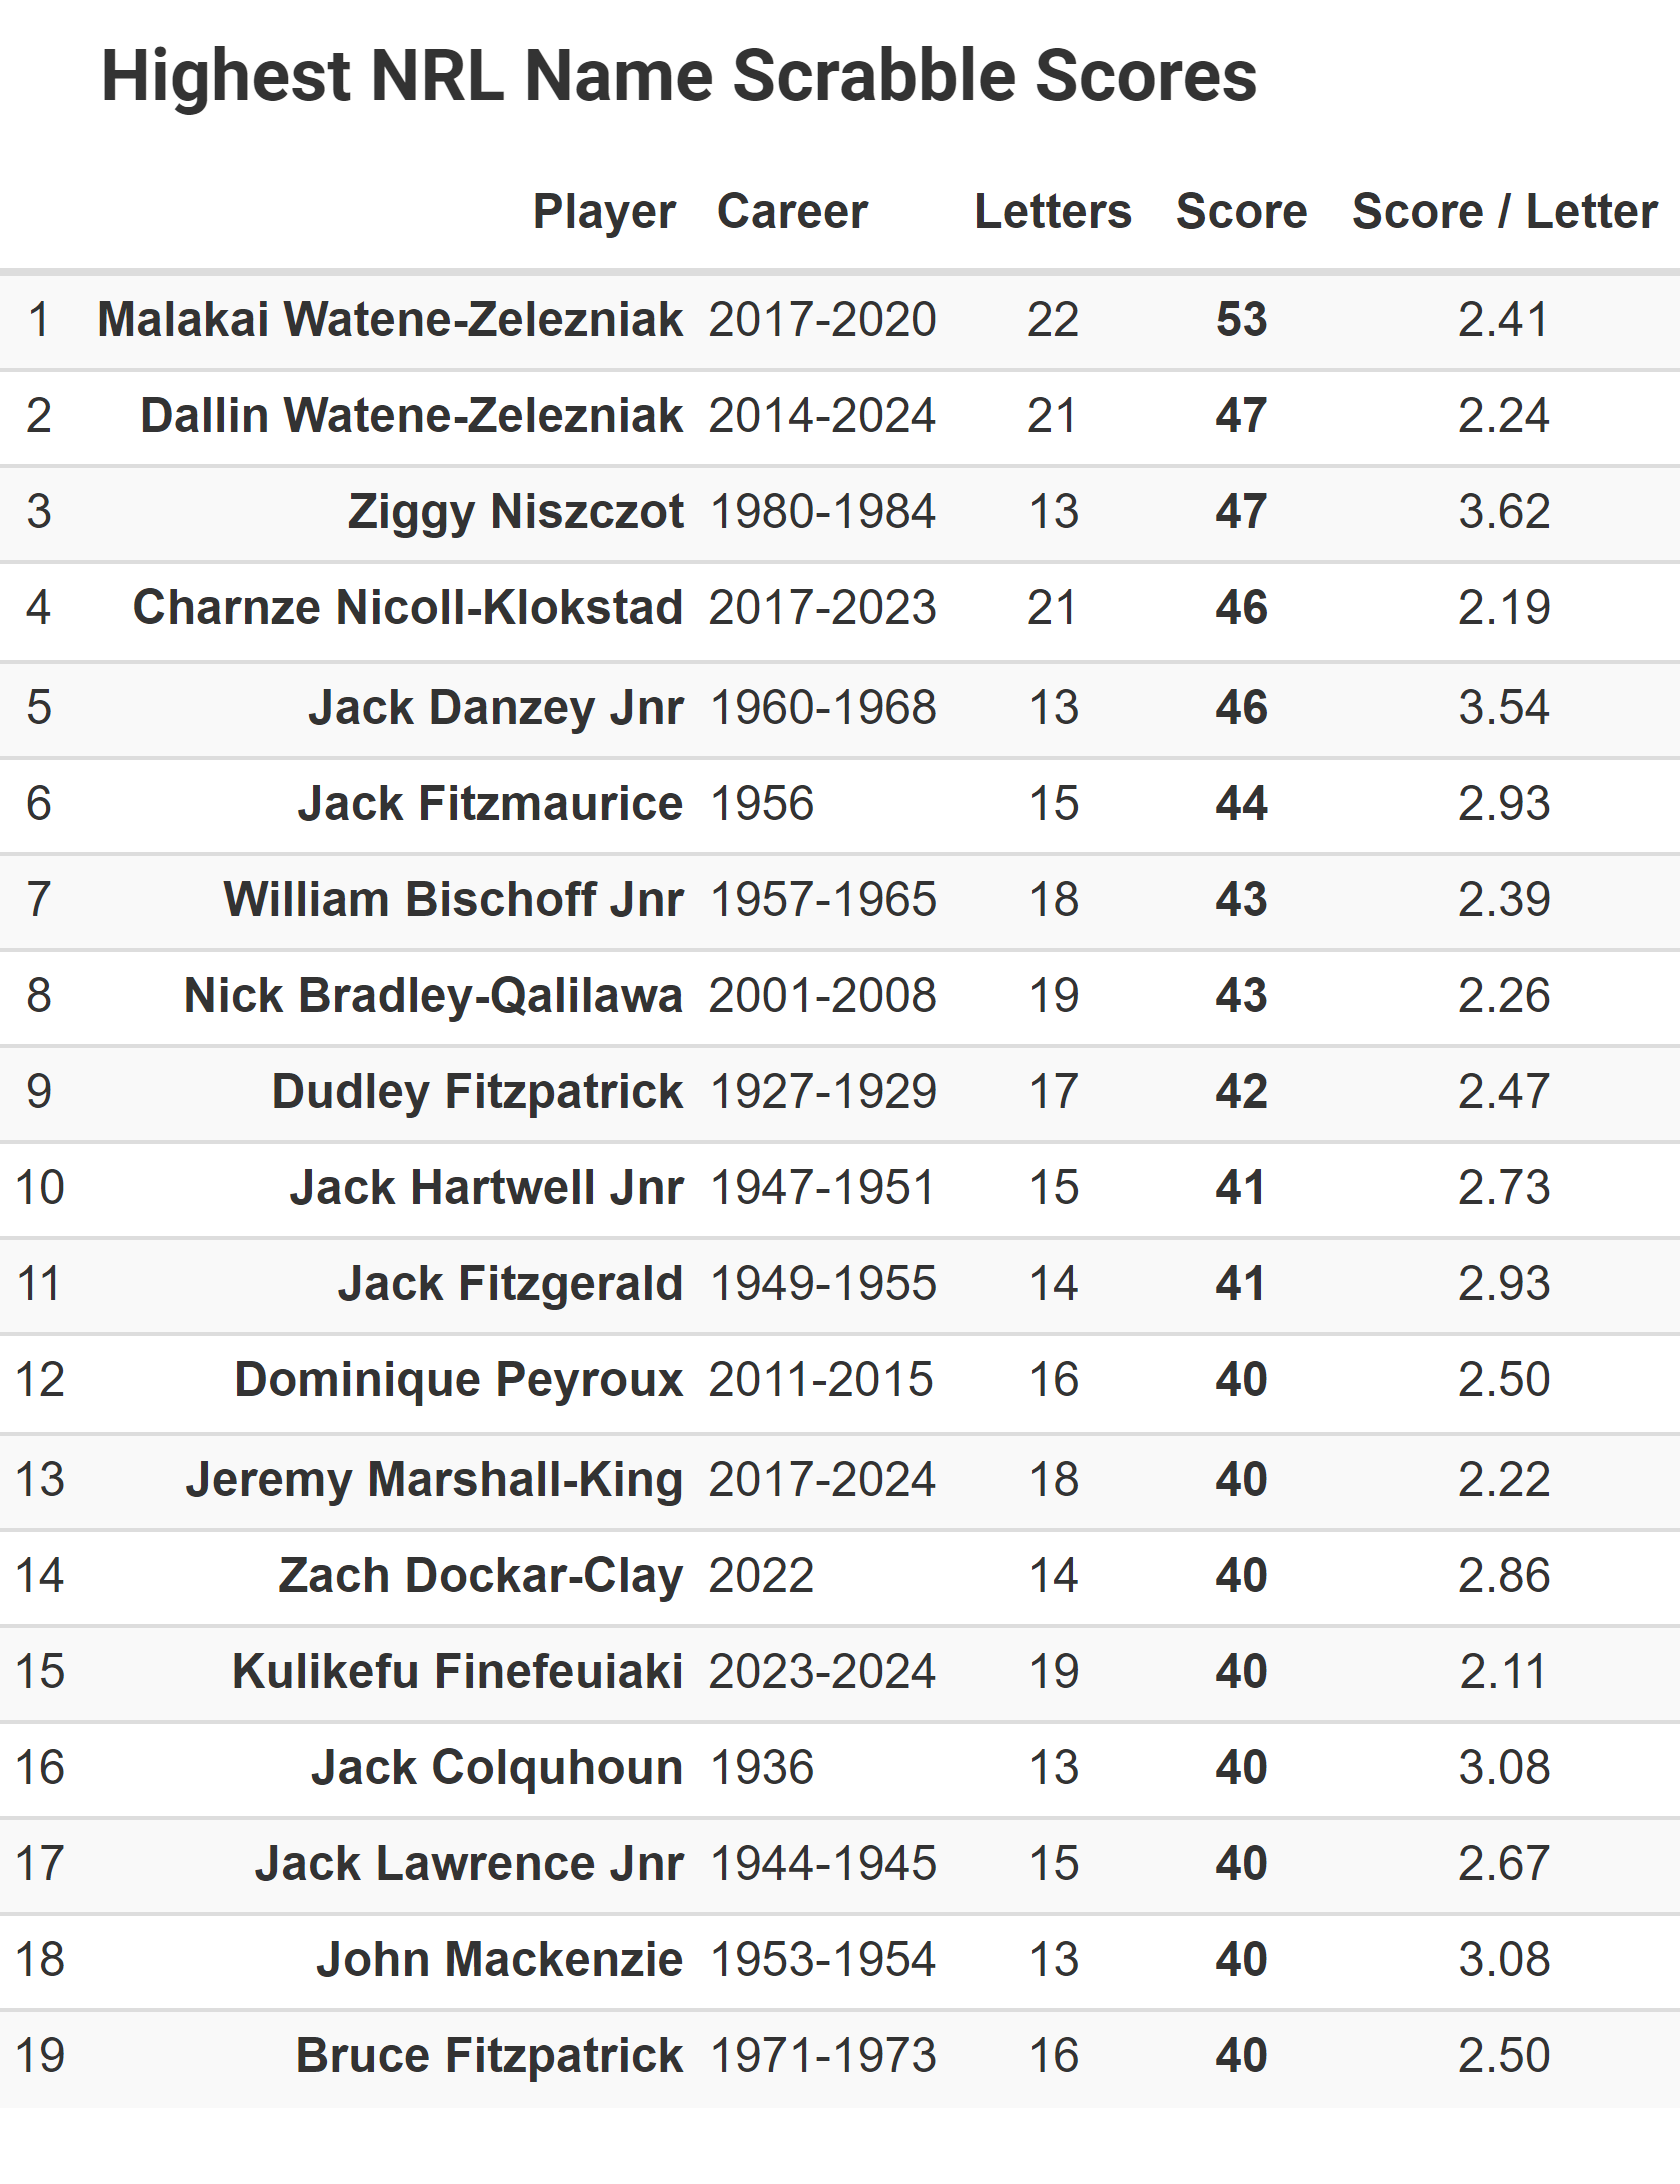 Highest NRL Name Scrabble Scores
Player Career Letters Score Score / Letter
1 Malakai Watene-Zelezniak 2017-2020 22 53 2.41
2 Dallin Watene-Zelezniak 2014-2024 21 47 2.24
3 Ziggy Niszczot 1980-1984 13 47 3.62
4 Charnze Nicoll-Klokstad 2017-2023 21 46 2.19
5 Jack Danzey Jnr 1960-1968 13 46 3.54
6 Jack Fitzmaurice 1956 15 44 2.93
7 William Bischoff Jnr 1957-1965 18 43 2.39
8 Nick Bradley-Qalilawa 2001-2008 19 43 2.26
9 Dudley Fitzpatrick 1927-1929 17 42 2.47
10 Jack Hartwell Jnr 1947-1951 15 41 2.73
11 Jack Fitzgerald 1949-1955 14 41 2.93
12 Dominique Peyroux 2011-2015 16 40 2.50
13 Jeremy Marshall-King 2017-2024 18 40 2.22
14 Zach Dockar-Clay 2022 14 40 2.86
15 Kulikefu Finefeuiaki 2023-2024 19 40 2.11
16 Jack Colquhoun 1936 13 40 3.08
17 Jack Lawrence Jnr 1944-1945 15 40 2.67
18 John Mackenzie 1953-1954 13 40 3.08
19 Bruce Fitzpatrick 1971-1973 16 40 2.50